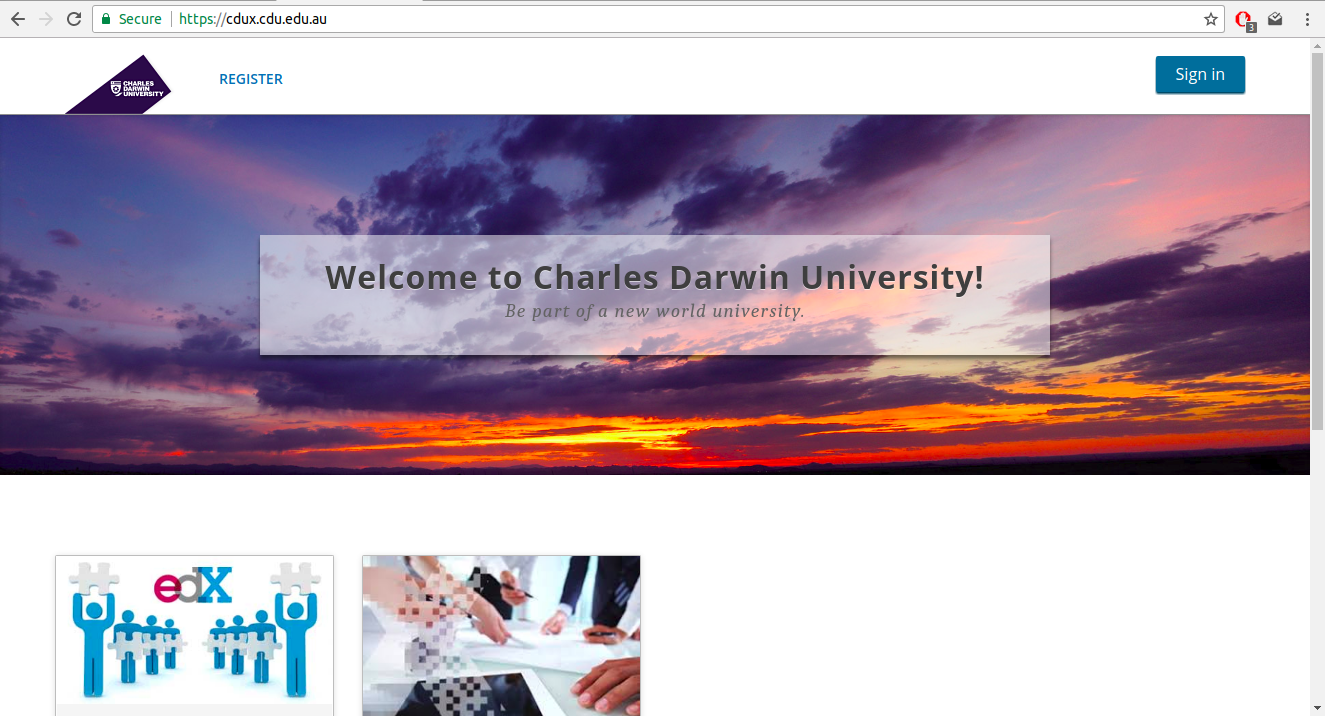 Secure
https://cdux.cdu.edu.au
3
CHARLES
DARWIN
UNIVERSITY
REGISTER
Sign in
Welcome to Charles Darwin University!
Be part of a new world university.
edX